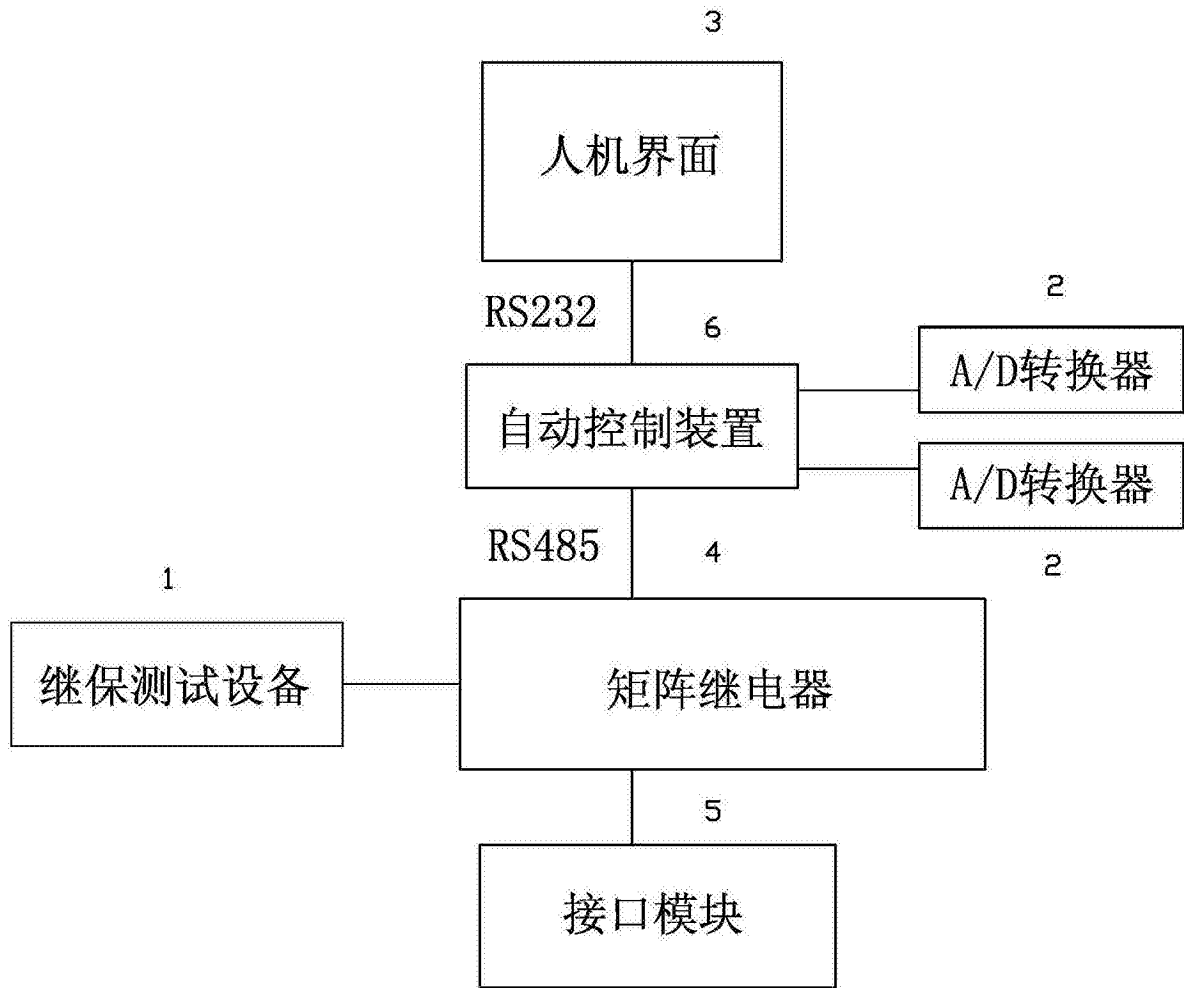 3
人机界面
RS232
6
2
A/D转换器
自动控制装置
A/D转换器
2
RS485
4
1
继保测试设备
矩阵继电器
5
接口模块